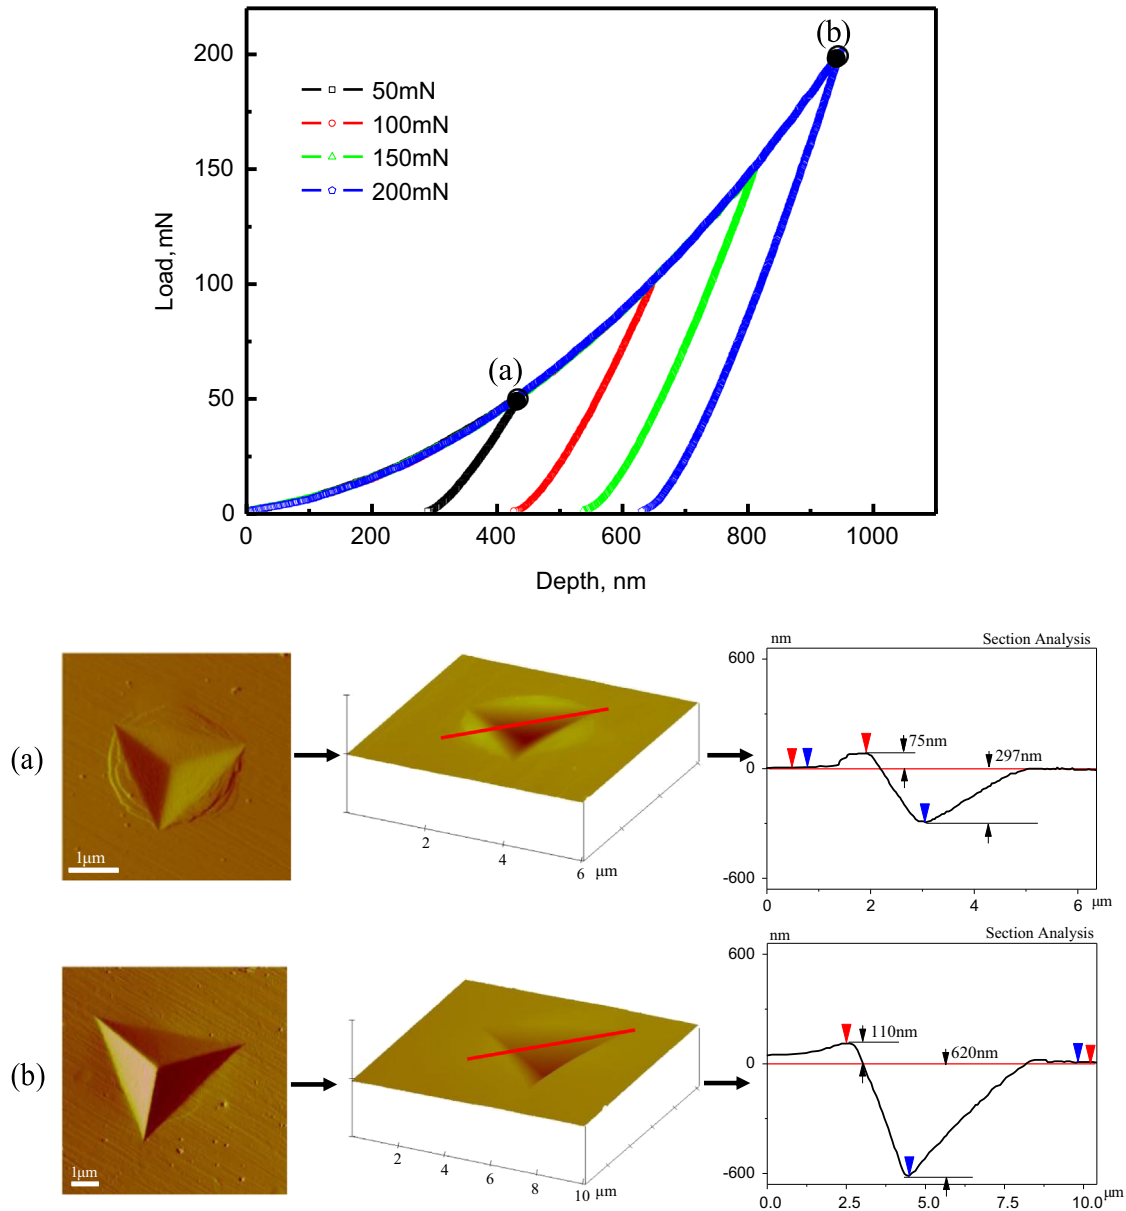 (b)
200
50mN
100mN
150mN
200mN
150
Load, mN
100
(a)
50
0
0 200 400 600 800 1000
Depth, nm
nm
Section Analysis
600
75nm
297nm
0
-600
0 2 4 6 μm
(a)
1μm
2 4 6 μm
nm
Section Analysis
600
110nm
620nm
0
-600
0.0 2.5 5.0 7.5 10.0 μm
(b)
1μm
2 4 6 8 10 μm